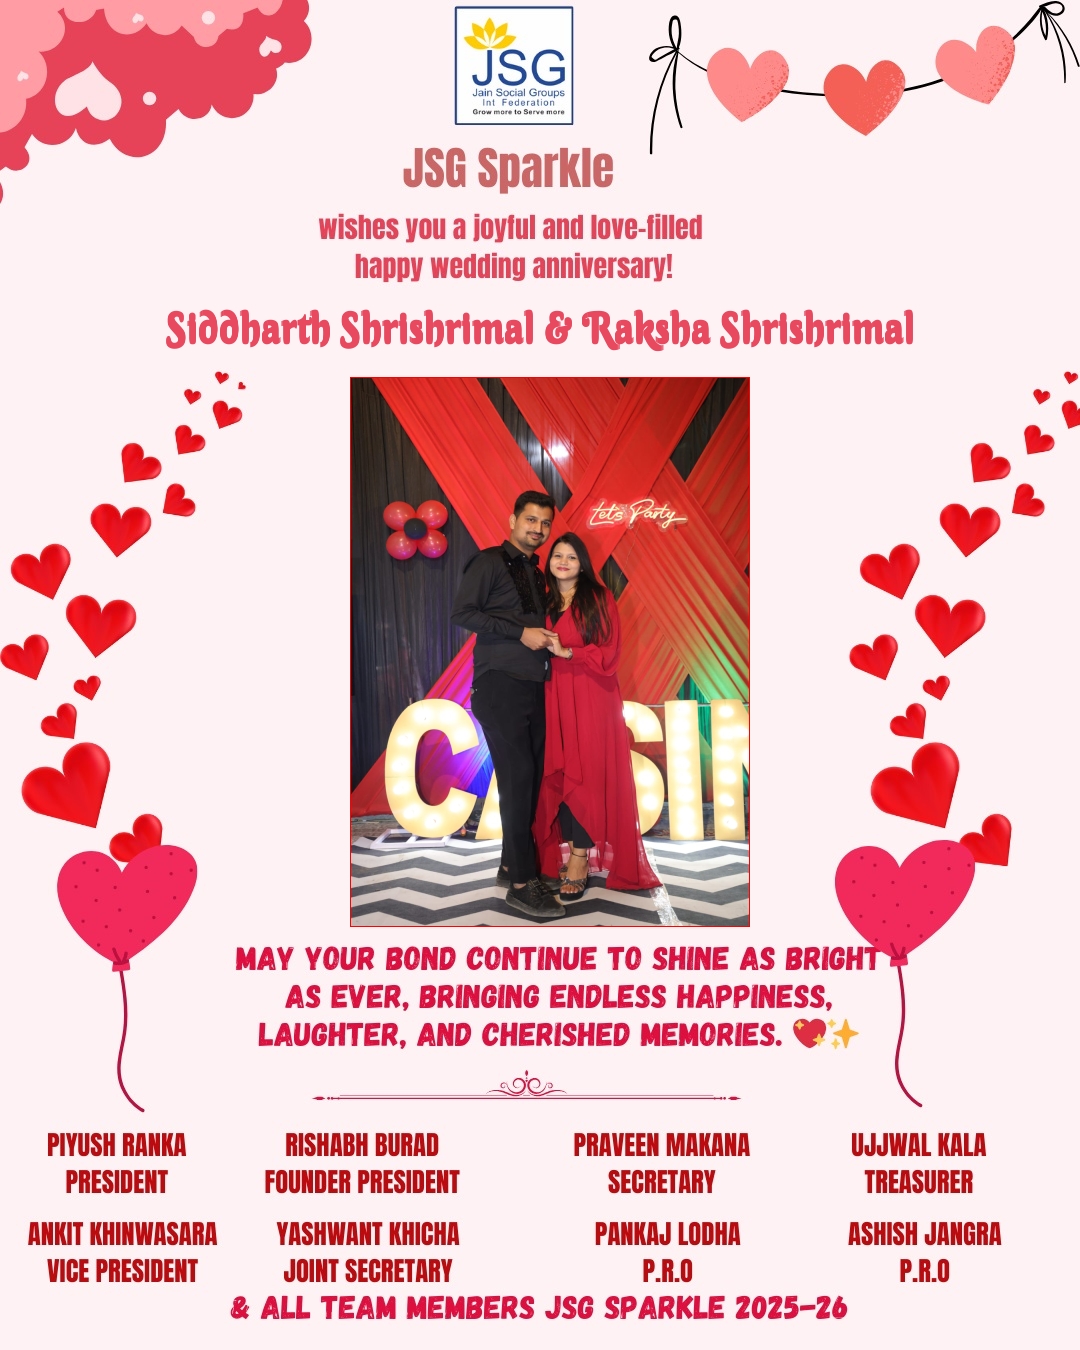 JSG
Jain Social Groups
Int Federation
Grow more to Serve more
JSG Sparkle
wishes you a joyful and love-filled
happy wedding anniversary!
Siddharth Shrishrimal & Raksha Shrishrimal
Let's Party
CASIN
MAY YOUR BOND CONTINUE TO SHINE AS BRIGHT
AS EVER, BRINGING ENDLESS HAPPINESS,
LAUGHTER, AND CHERISHED MEMORIES. 💖✨
PIYUSH RANKA
PRESIDENT
RISHABH BURAD
FOUNDER PRESIDENT
PRAVEEN MAKANA
SECRETARY
UJJWAL KALA
TREASURER
ANKIT KHINWASARA
VICE PRESIDENT
YASHWANT KHICHA
JOINT SECRETARY
PANKAJ LODHA
P.R.O
ASHISH JANGRA
P.R.O
& ALL TEAM MEMBERS JSG SPARKLE 2025-26